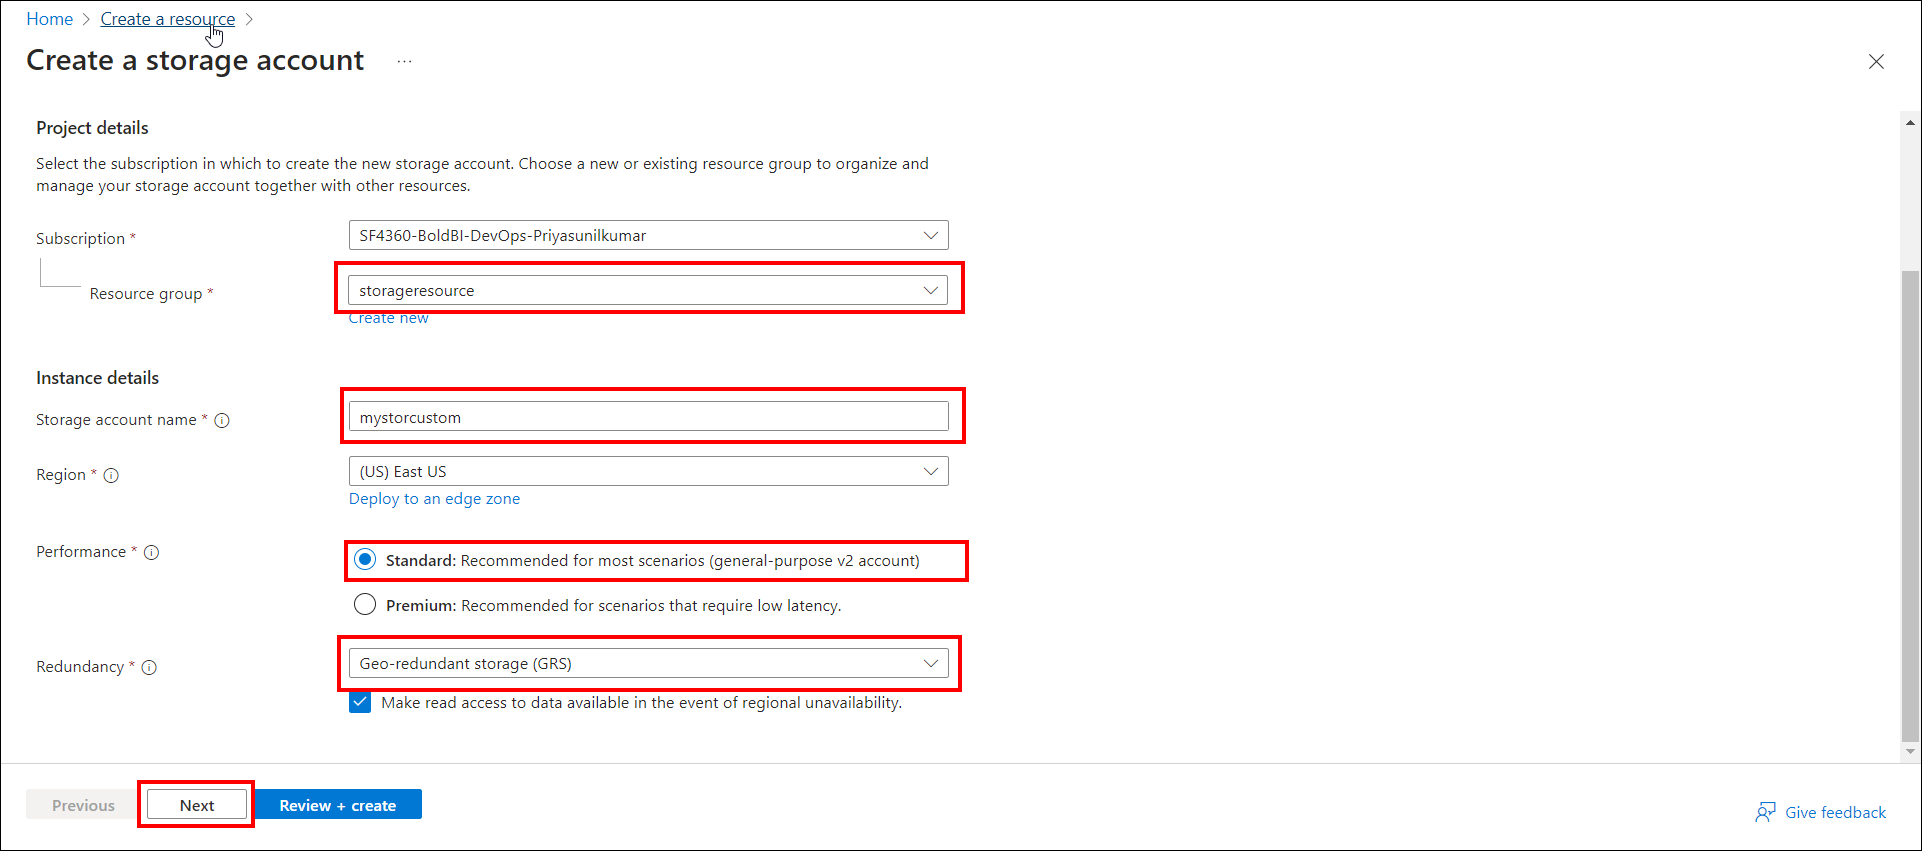 Home > Create a resource >
Create a storage account ...
Project details
Select the subscription in which to create the new storage account. Choose a new or existing resource group to organize and
manage your storage account together with other resources.
Subscription * SF4360-BoldBI-DevOps-Priyasunilkumar
Resource group * storageresource
Create new
Instance details
Storage account name * mystorcustom
Region * (US) East US
Deploy to an edge zone
Performance * Standard: Recommended for most scenarios (general-purpose v2 account)
Premium: Recommended for scenarios that require low latency.
Redundancy * Geo-redundant storage (GRS)
Make read access to data available in the event of regional unavailability.
Previous Next Review + create
Give feedback